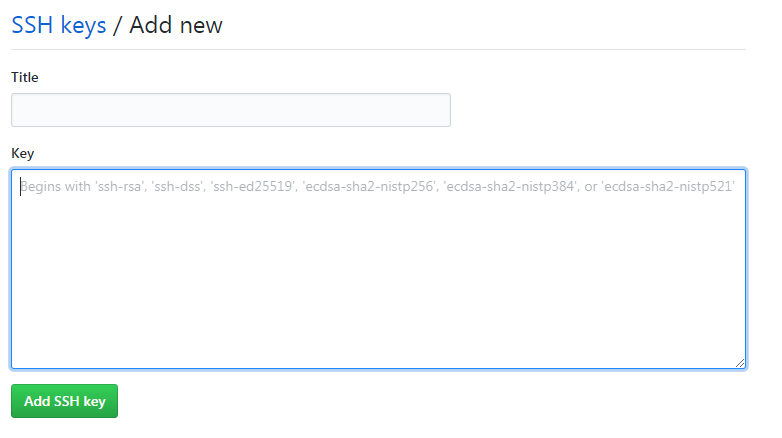 SSH keys / Add new
Title
Key
Begins with 'ssh-rsa', 'ssh-dss', 'ssh-ed25519', 'ecdsa-sha2-nistp256', 'ecdsa-sha2-nistp384', or 'ecdsa-sha2-nistp521'
Add SSH key